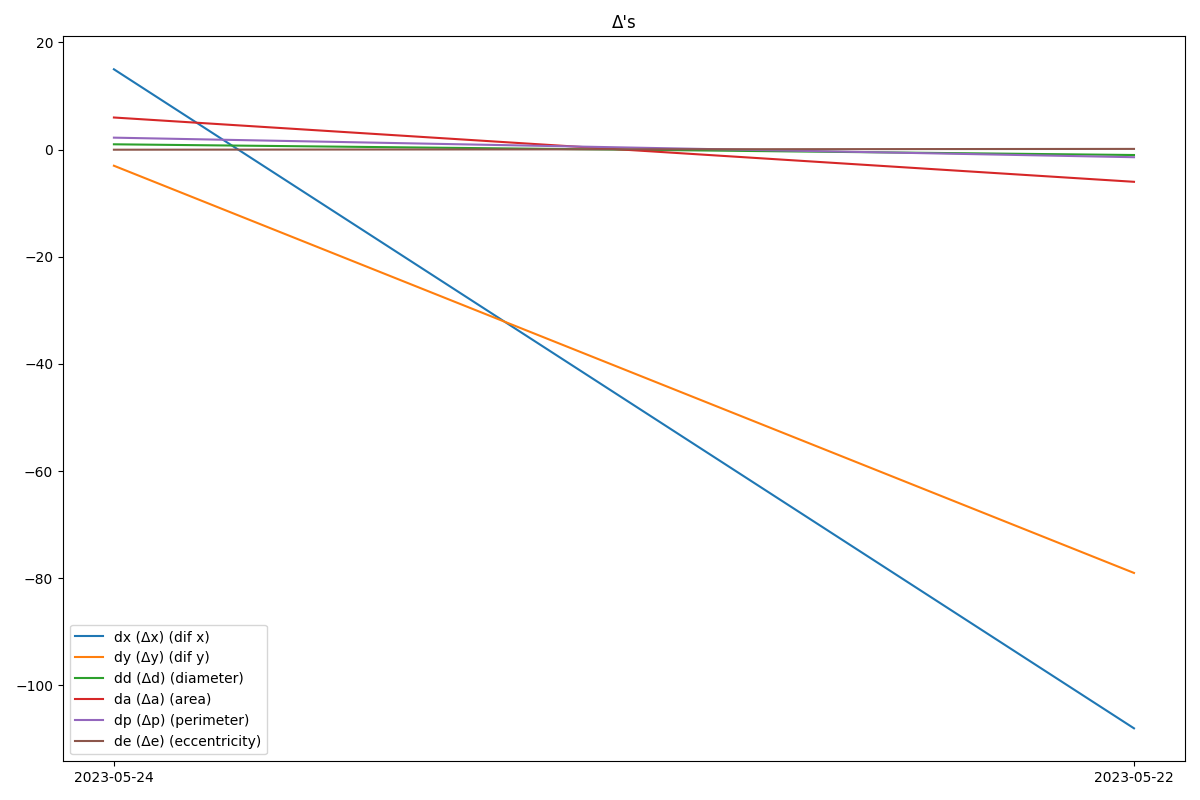 Δ's
20
0
−20
−40
−60
−80
−100
dx (Δx) (dif x)
dy (Δy) (dif y)
dd (Δd) (diameter)
da (Δa) (area)
dp (Δp) (perimeter)
de (Δe) (eccentricity)
2023-05-24 2023-05-22